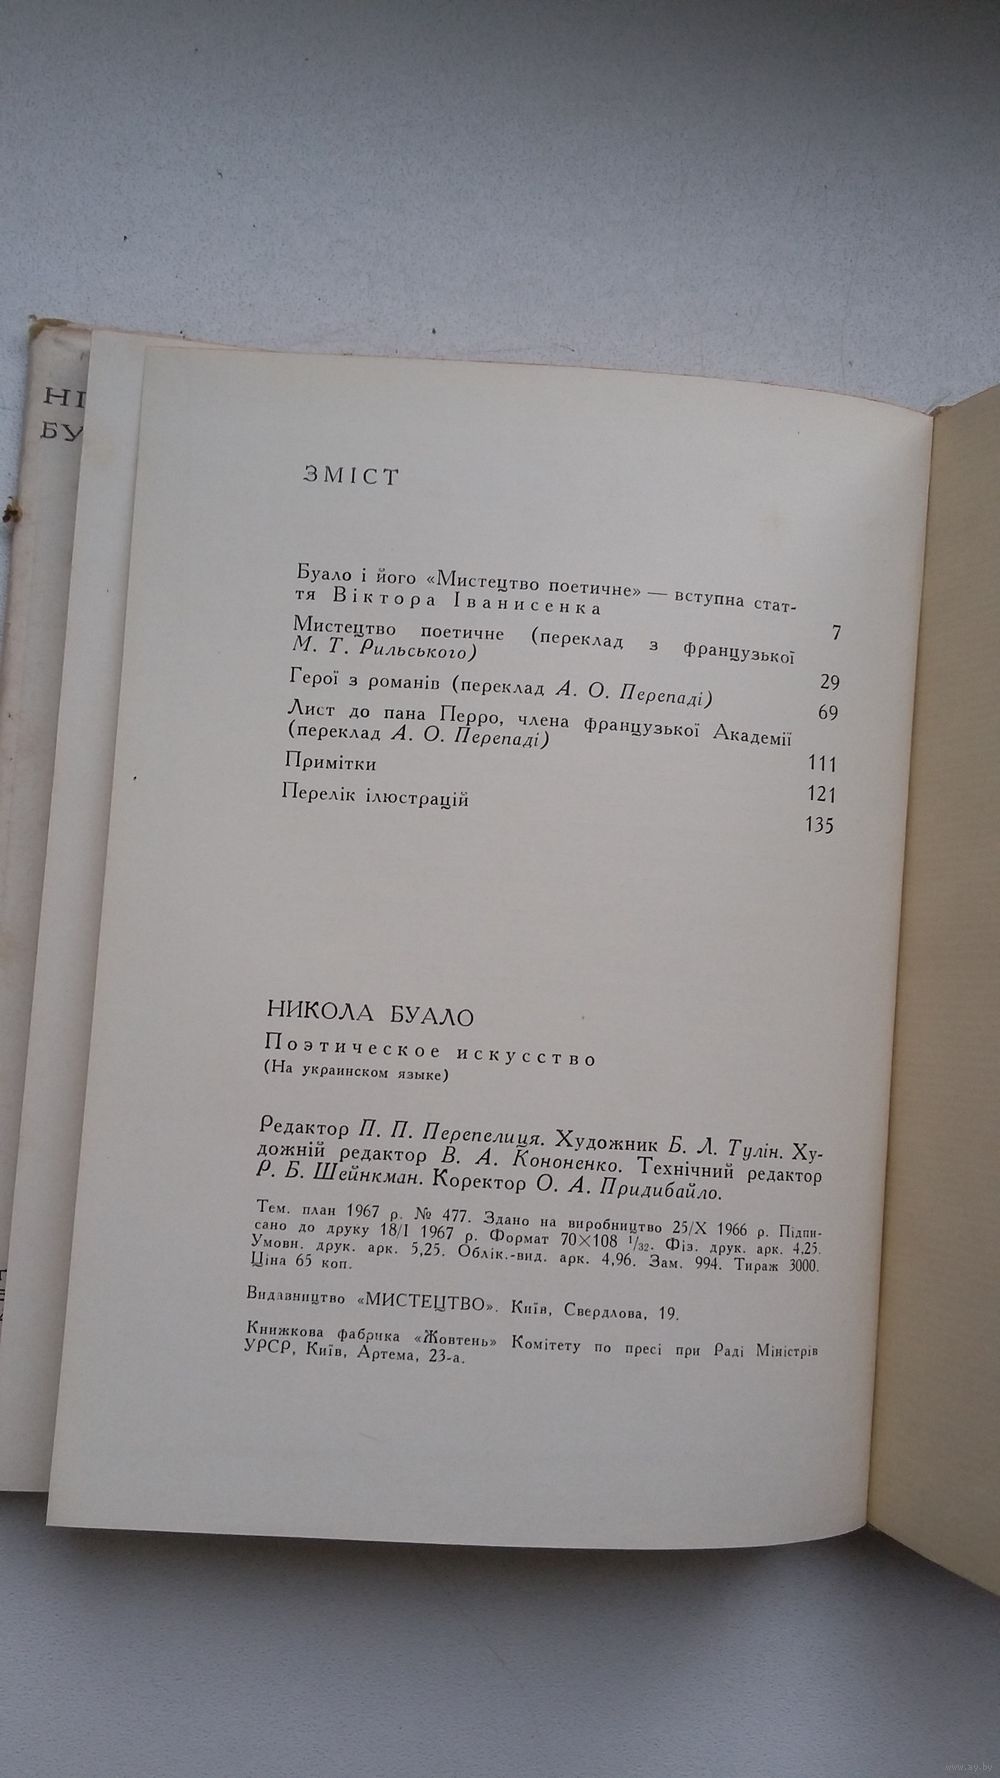 ЗМІСТ
Буало і його «Мистецтво поетичне» — вступна стат-
тя Віктора Іванисенка 7
Мистецтво поетичне (переклад з французької
М. Т. Рильського) 29
Герої з романів (переклад А. О. Перепаді) 69
Лист до пана Перро, члена французької Академії
(переклад А. О. Перепаді) 111
Примітки 121
Перелік ілюстрацій 135
НИКОЛА БУАЛО
Поэтическое искусство
(На украинском языке)
Редактор П. П. Перепелиця. Художник Б. Л. Тулін. Ху-
дожній редактор В. А. Кононенко. Технічний редактор
Р. Б. Шейнкман. Коректор О. А. Придибайло.
Тем. план 1967 р. № 477. Здано на виробництво 25/X 1966 р. Підпи-
сано до друку 18/I 1967 р. Формат 70×108 1/32. Фіз. друк. арк. 4,25.
Умовн. друк. арк. 5,25. Облік.-вид. арк. 4,96. Зам. 994. Тираж 3000.
Ціна 65 коп.
Видавництво «МИСТЕЦТВО». Київ, Свердлова, 19.
Книжкова фабрика «Жовтень» Комітету по пресі при Раді Міністрів
УРСР, Київ, Артема, 23-а.
www.ay.by